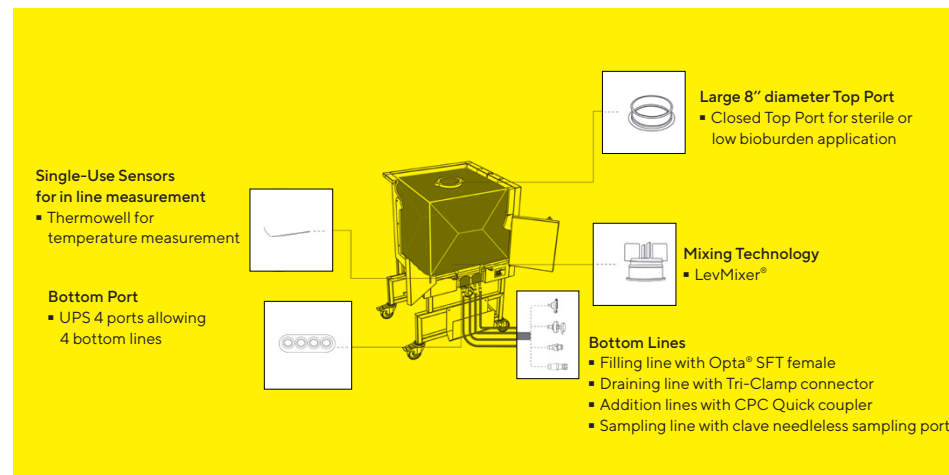 Large 8’’ diameter Top Port
▪ Closed Top Port for sterile or
low bioburden application
Single-Use Sensors
for in line measurement
▪ Thermowell for
temperature measurement
Mixing Technology
▪ LevMixer®
Bottom Port
▪ UPS 4 ports allowing
4 bottom lines
Bottom Lines
▪ Filling line with Opta® SFT female
▪ Draining line with Tri-Clamp connector
▪ Addition lines with CPC Quick coupler
▪ Sampling line with clave needleless sampling port